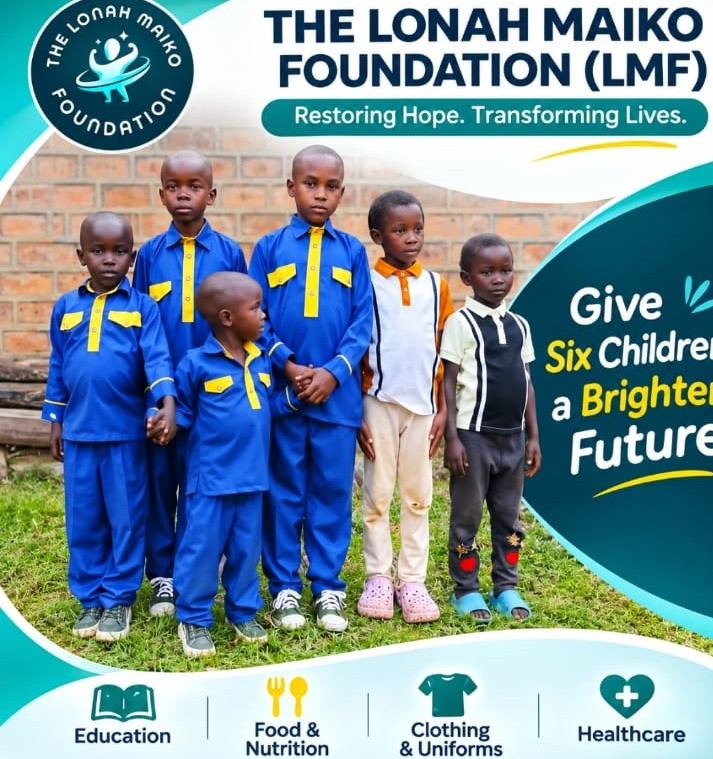 THE LONAH MAIKO
FOUNDATION
THE LONAH MAIKO
FOUNDATION (LMF)
Restoring Hope. Transforming Lives.
Give
Six Children
a Brighter
Future
Education
Food &
Nutrition
Clothing
& Uniforms
Healthcare